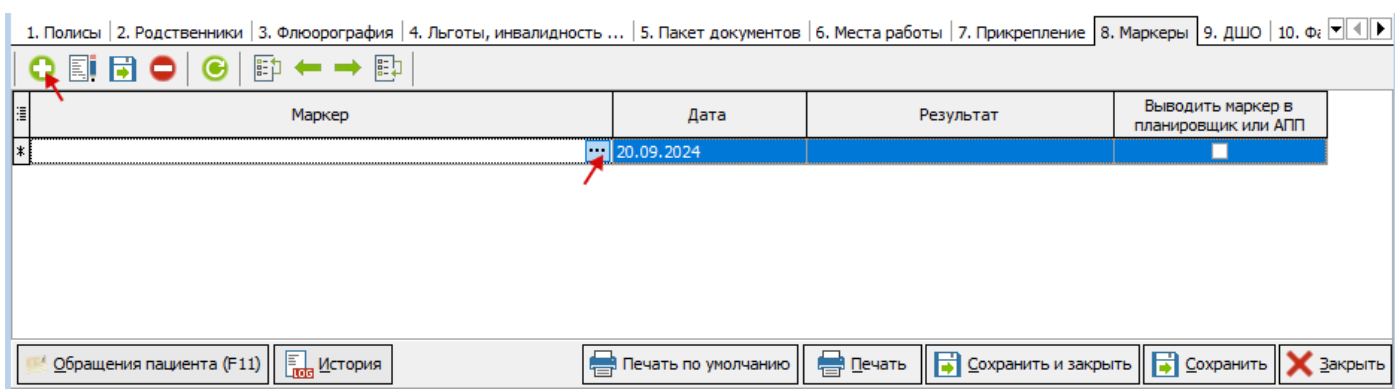 1. Полисы 2. Родственники 3. Флюорография 4. Льготы, инвалидность ... 5. Пакет документов 6. Места работы 7. Прикрепление 8. Маркеры 9. ДШО 10. Фа
Маркер Дата Результат Выводить маркер в
планировщик или АПП
* ... 20.09.2024
Обращения пациента (F11) LOG История Печать по умолчанию Печать Сохранить и закрыть Сохранить Закрыть